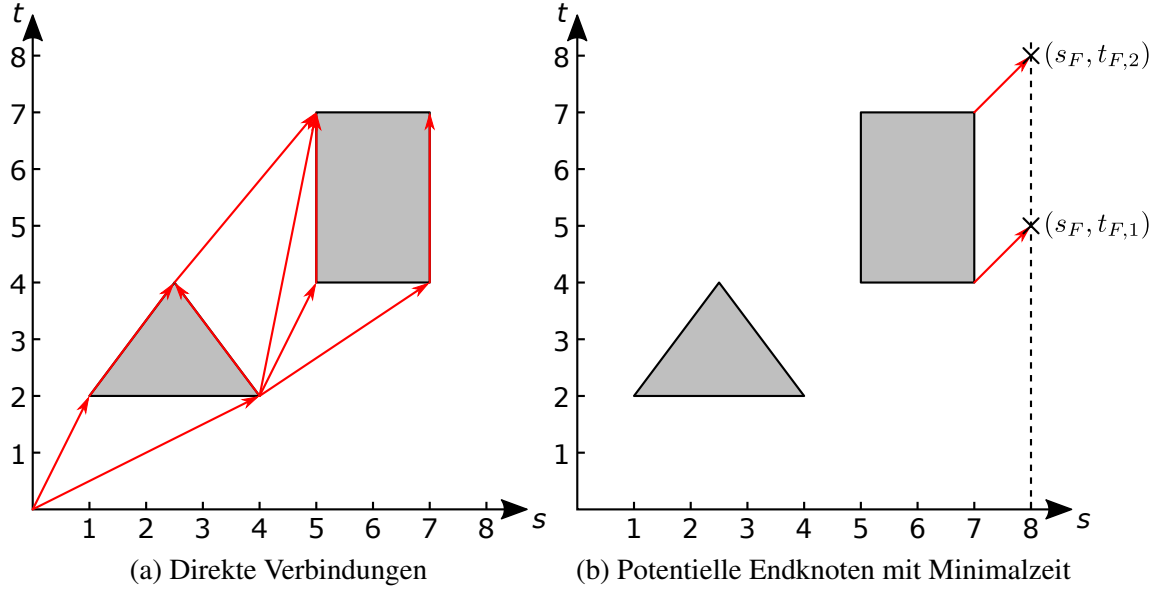 t
8
7
6
5
4
3
2
1
1 2 3 4 5 6 7 8 s
(a) Direkte Verbindungen
t
8
7
6
5
4
3
2
1
1 2 3 4 5 6 7 8 s
(s_F, t_{F,2})
(s_F, t_{F,1})
(b) Potentielle Endknoten mit Minimalzeit